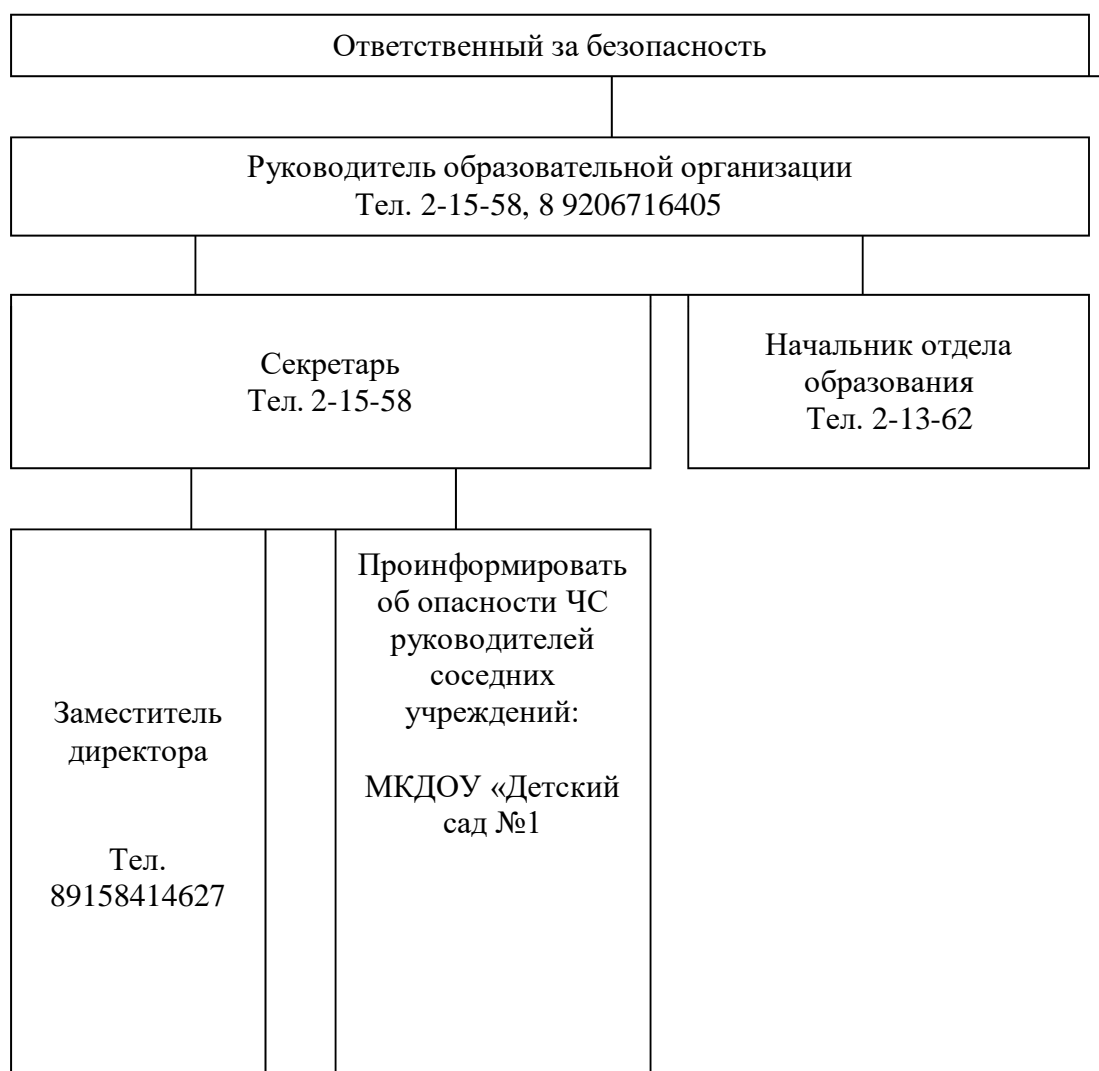 Ответственный за безопасность
Руководитель образовательной организации
Тел. 2-15-58, 8 9206716405
Секретарь
Тел. 2-15-58
Начальник отдела
образования
Тел. 2-13-62
Заместитель
директора
Тел.
89158414627
Проинформировать
об опасности ЧС
руководителей
соседних
учреждений:
МКДОУ «Детский
сад №1